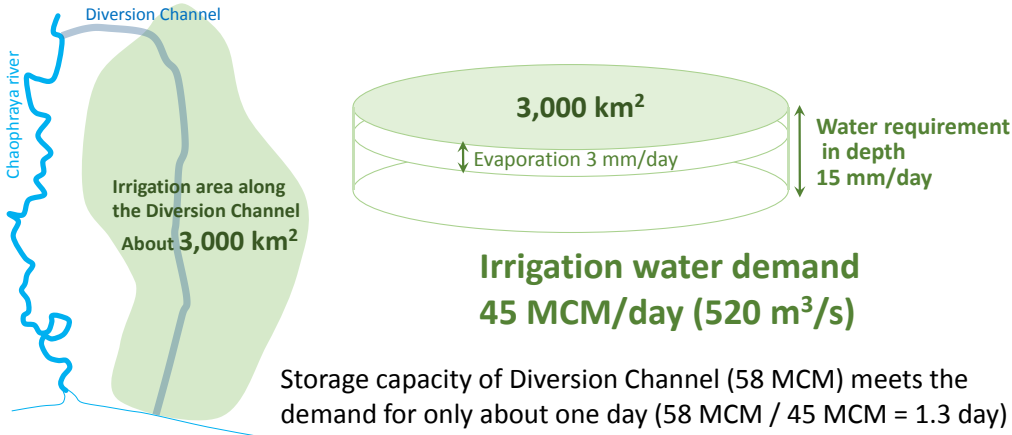 Diversion Channel
Chaophraya river
Irrigation area along
the Diversion Channel
About 3,000 km²
3,000 km²
Evaporation 3 mm/day
Water requirement
in depth
15 mm/day
Irrigation water demand
45 MCM/day (520 m³/s)
Storage capacity of Diversion Channel (58 MCM) meets the
demand for only about one day (58 MCM / 45 MCM = 1.3 day)